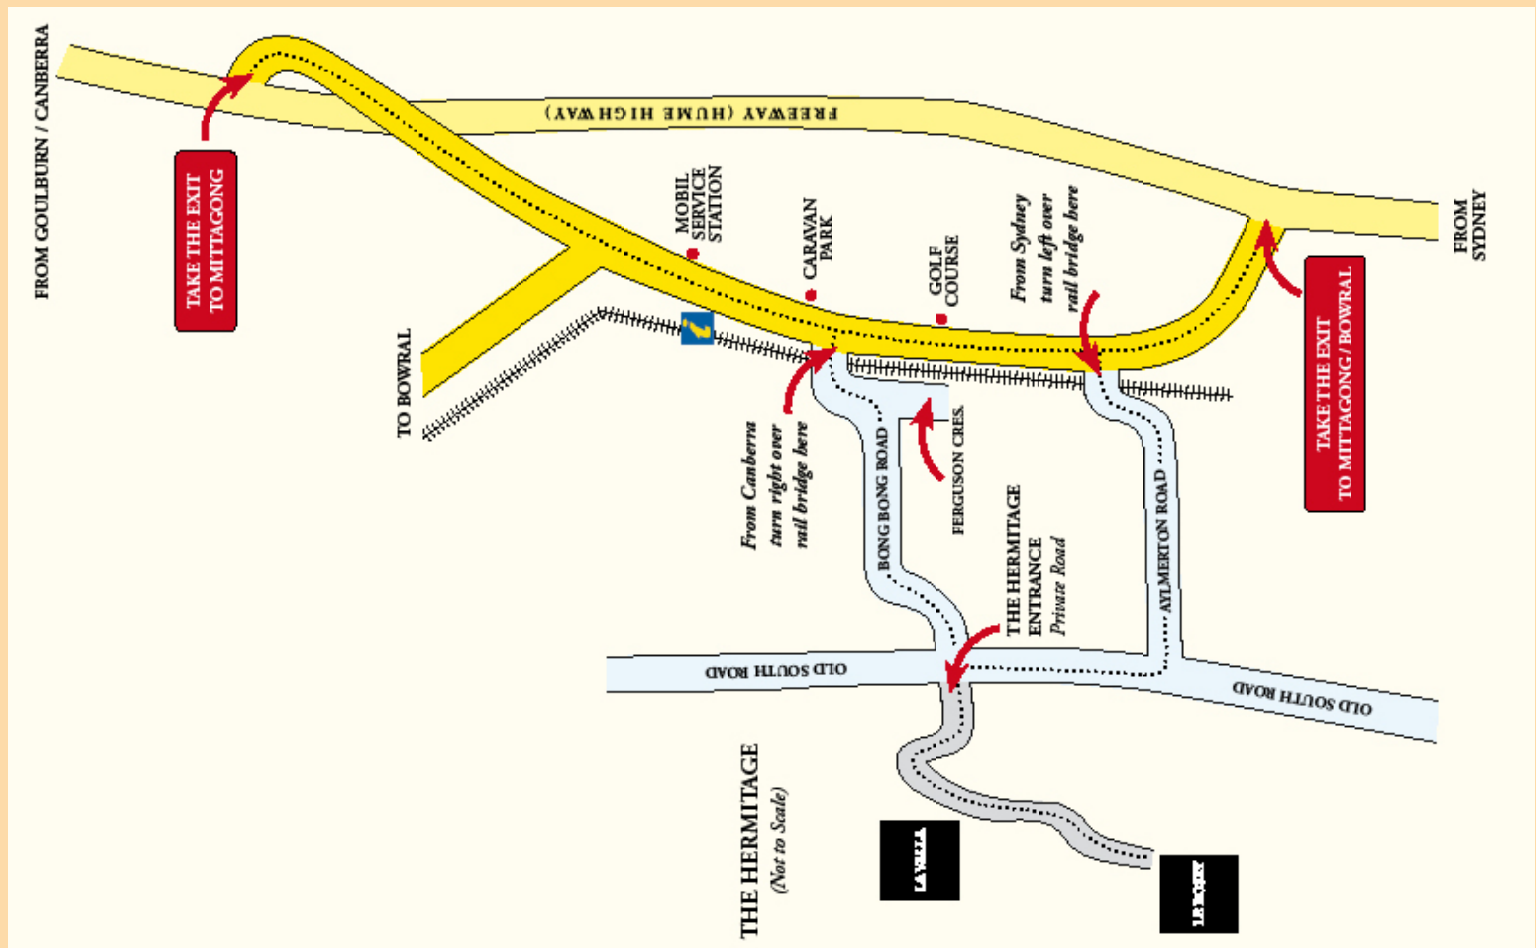 FROM GOULBURN / CANBERRA
TAKE THE EXIT
TO MITTAGONG
FREEWAY (HUME HIGHWAY)
MOBIL
SERVICE
STATION
CARAVAN
PARK
GOLF
COURSE
From Sydney
turn left over
rail bridge here
FROM
SYDNEY
TAKE THE EXIT
TO MITTAGONG/BOWRAL
TO BOWRAL
i
From Canberra
turn right over
rail bridge here
BONG BONG ROAD
FERGUSON CRES.
AYLMERTON ROAD
THE HERMITAGE
ENTRANCE
Private Road
OLD SOUTH ROAD
OLD SOUTH ROAD
THE HERMITAGE
(Not to Scale)